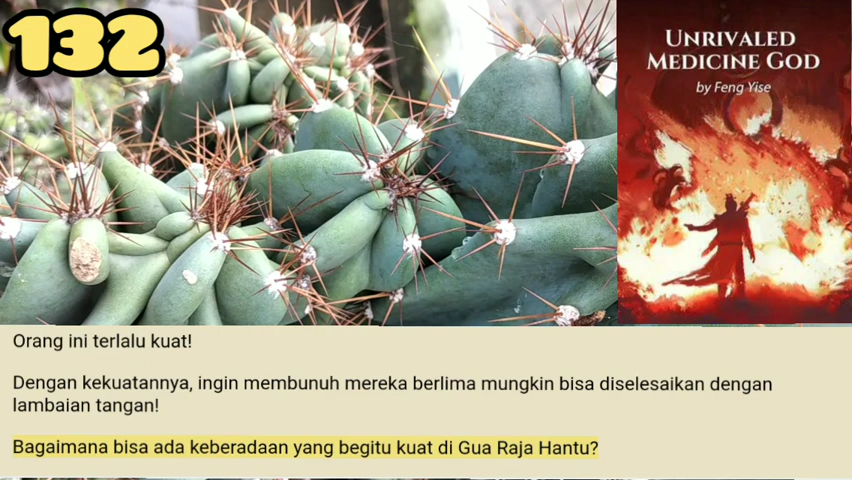 132
UNRIVALED
MEDICINE GOD
by Feng Yise
Orang ini terlalu kuat!
Dengan kekuatannya, ingin membunuh mereka berlima mungkin bisa diselesaikan dengan
lambaian tangan!
Bagaimana bisa ada keberadaan yang begitu kuat di Gua Raja Hantu?